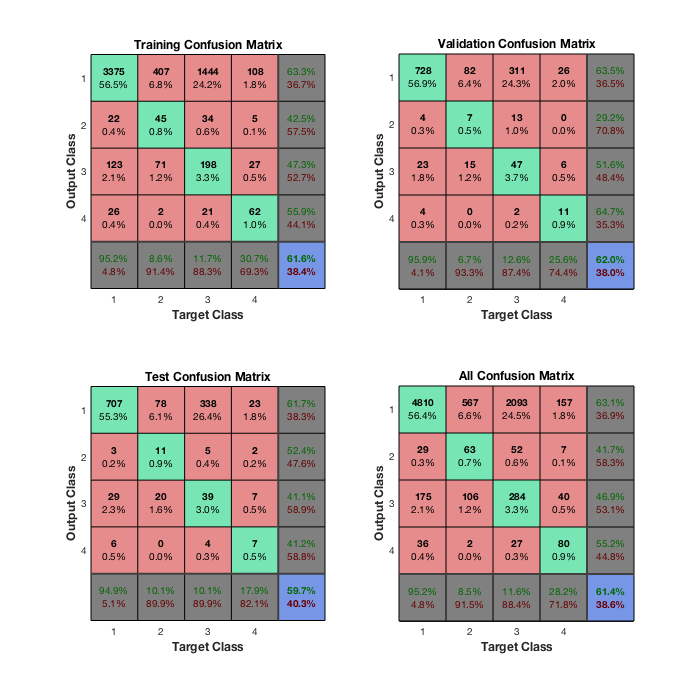 Training Confusion Matrix
1 3375 407 1444 108 63.3%
56.5% 6.8% 24.2% 1.8% 36.7%
2 22 45 34 5 42.5%
0.4% 0.8% 0.6% 0.1% 57.5%
3 123 71 198 27 47.3%
2.1% 1.2% 3.3% 0.5% 52.7%
4 26 2 21 62 55.9%
0.4% 0.0% 0.4% 1.0% 44.1%
95.2% 8.6% 11.7% 30.7% 61.6%
4.8% 91.4% 88.3% 69.3% 38.4%
1 2 3 4
Target Class
Output Class
Validation Confusion Matrix
1 728 82 311 26 63.5%
56.9% 6.4% 24.3% 2.0% 36.5%
2 4 7 13 0 29.2%
0.3% 0.5% 1.0% 0.0% 70.8%
3 23 15 47 6 51.6%
1.8% 1.2% 3.7% 0.5% 48.4%
4 4 0 2 11 64.7%
0.3% 0.0% 0.2% 0.9% 35.3%
95.9% 6.7% 12.6% 25.6% 62.0%
4.1% 93.3% 87.4% 74.4% 38.0%
1 2 3 4
Target Class
Output Class
Test Confusion Matrix
1 707 78 338 23 61.7%
55.3% 6.1% 26.4% 1.8% 38.3%
2 3 11 5 2 52.4%
0.2% 0.9% 0.4% 0.2% 47.6%
3 29 20 39 7 41.1%
2.3% 1.6% 3.0% 0.5% 58.9%
4 6 0 4 7 41.2%
0.5% 0.0% 0.3% 0.5% 58.8%
94.9% 10.1% 10.1% 17.9% 59.7%
5.1% 89.9% 89.9% 82.1% 40.3%
1 2 3 4
Target Class
Output Class
All Confusion Matrix
1 4810 567 2093 157 63.1%
56.4% 6.6% 24.5% 1.8% 36.9%
2 29 63 52 7 41.7%
0.3% 0.7% 0.6% 0.1% 58.3%
3 175 106 284 40 46.9%
2.1% 1.2% 3.3% 0.5% 53.1%
4 36 2 27 80 55.2%
0.4% 0.0% 0.3% 0.9% 44.8%
95.2% 8.5% 11.6% 28.2% 61.4%
4.8% 91.5% 88.4% 71.8% 38.6%
1 2 3 4
Target Class
Output Class